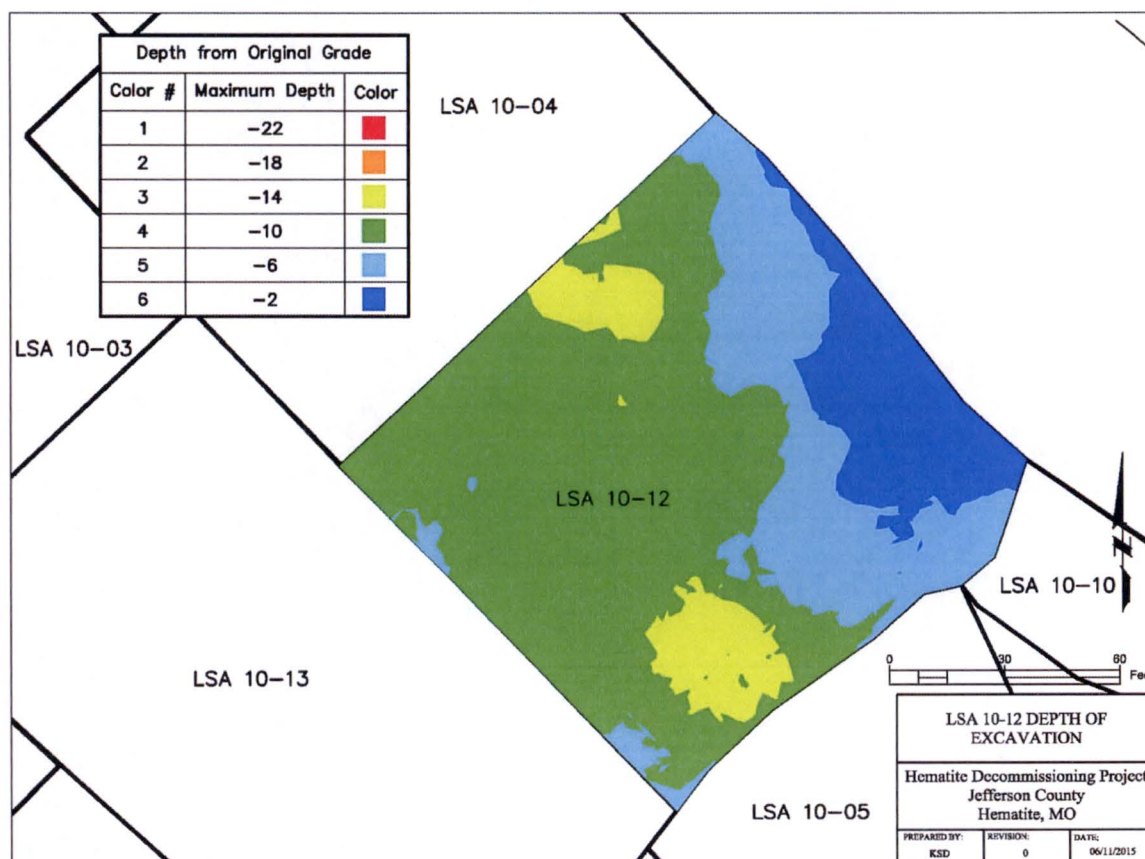 Depth from Original Grade
Color # Maximum Depth Color
1 -22
2 -18
3 -14
4 -10
5 -6
6 -2
LSA 10-04
LSA 10-03
LSA 10-12
LSA 10-10
LSA 10-13
LSA 10-05
0 30 60
LSA 10-12 DEPTH OF
EXCAVATION
Hematite Decommissioning Project
Jefferson County
Hematite, MO
PREPARED BY: REVISION: DATE:
KSD 0 06/11/2015